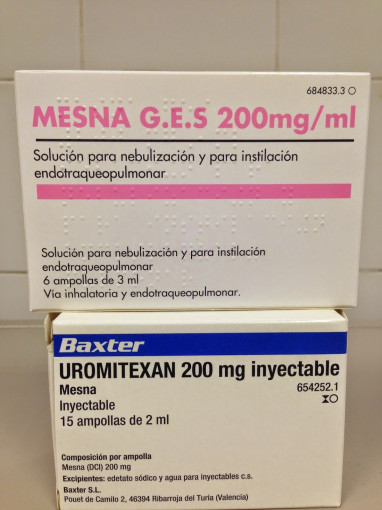 684833.3 O
MESNA G.E.S 200mg/ml
Solución para nebulización y para instilación
endotraqueopulmonar
Solución para nebulización y para instilación
endotraqueopulmonar
6 ampollas de 3 ml
Via inhalatoria y endotraqueopulmonar.
Baxter
UROMITEXAN 200 mg inyectable
Mesna
654252.1
Inyectable
15 ampollas de 2 ml
Composición por ampolla
Mesna (DCI) 200 mg
Excipientes: edetato sódico y agua para inyectables c.s.
Baxter S.L.
Pouet de Camilo 2, 46394 Ribarroja del Turia (Valencia)